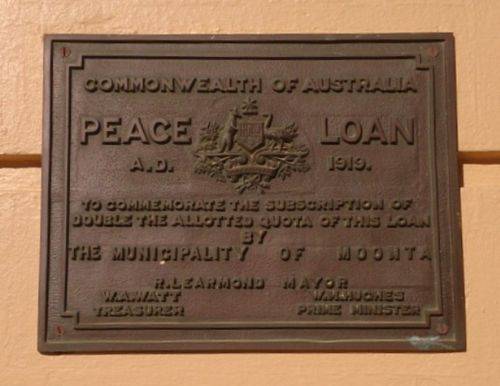 COMMONWEALTH OF AUSTRALIA
PEACE LOAN
A.D. 1919.
TO COMMEMORATE THE SUBSCRIPTION OF
DOUBLE THE ALLOTTED QUOTA OF THIS LOAN
BY
THE MUNICIPALITY OF MOONTA
R. LEARMOND MAYOR
W.A. WATT W.M. HUGHES
TREASURER PRIME MINISTER